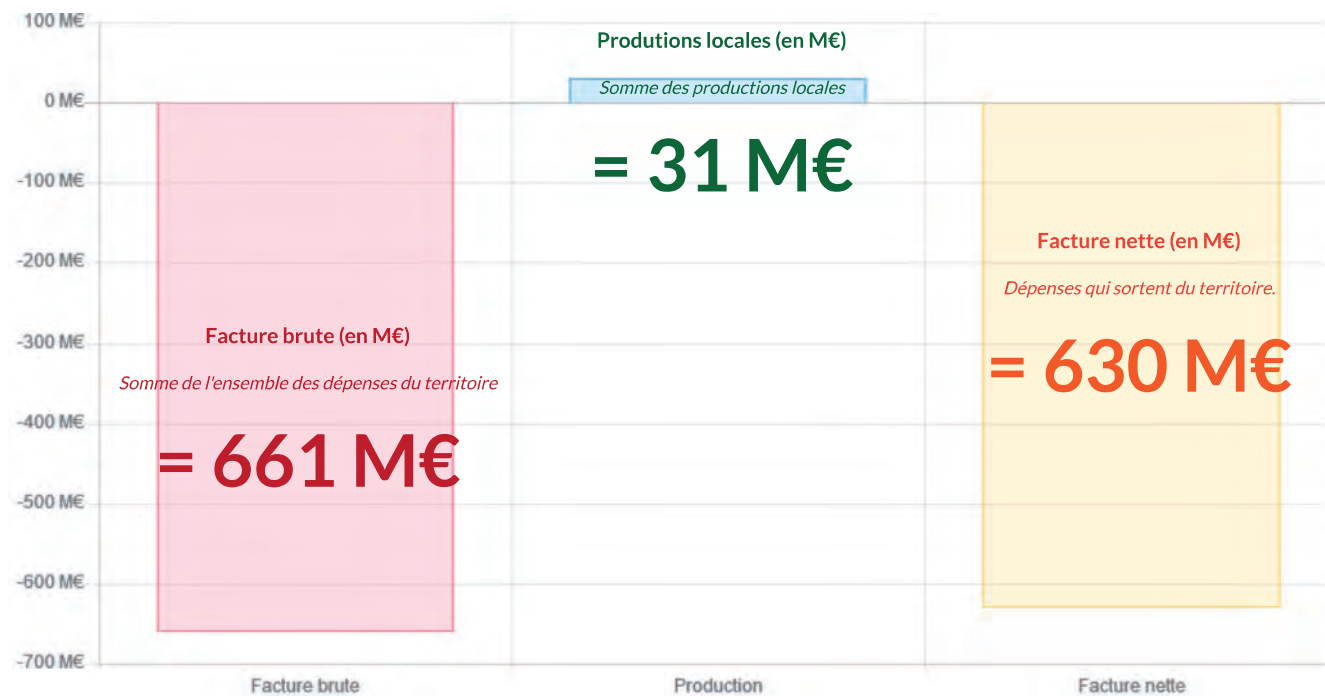 100 M€
0 M€
-100 M€
-200 M€
-300 M€
-400 M€
-500 M€
-600 M€
-700 M€
Facture brute (en M€)
Somme de l'ensemble des dépenses du territoire
= 661 M€
Produtions locales (en M€)
Somme des productions locales
= 31 M€
Facture nette (en M€)
Dépenses qui sortent du territoire.
= 630 M€
Facture brute
Production
Facture nette